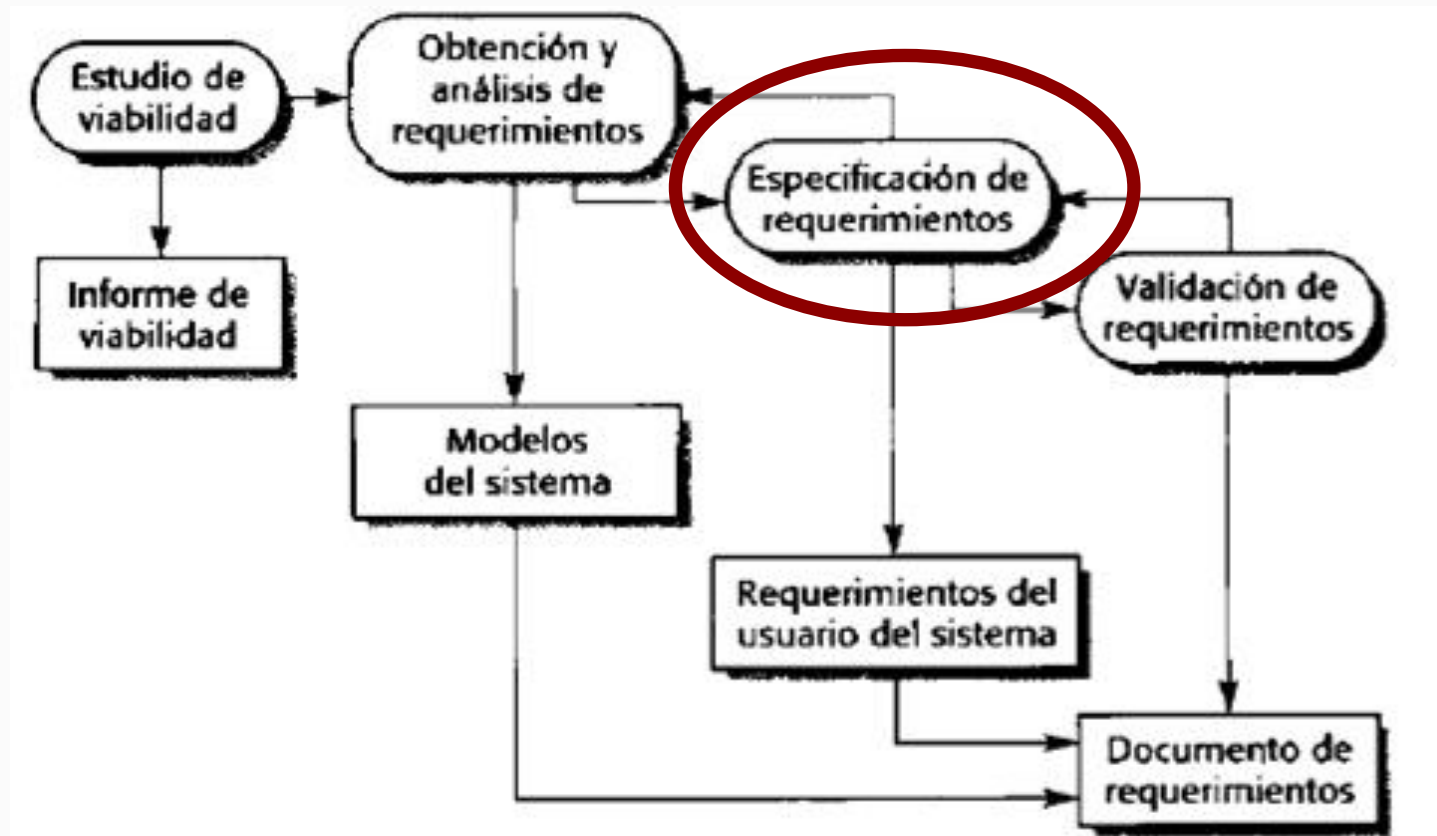 Estudio de
viabilidad
Obtención y
análisis de
requerimientos
Especificación de
requerimientos
Validación de
requerimientos
Informe de
viabilidad
Modelos
del sistema
Requerimientos del
usuario del sistema
Documento de
requerimientos